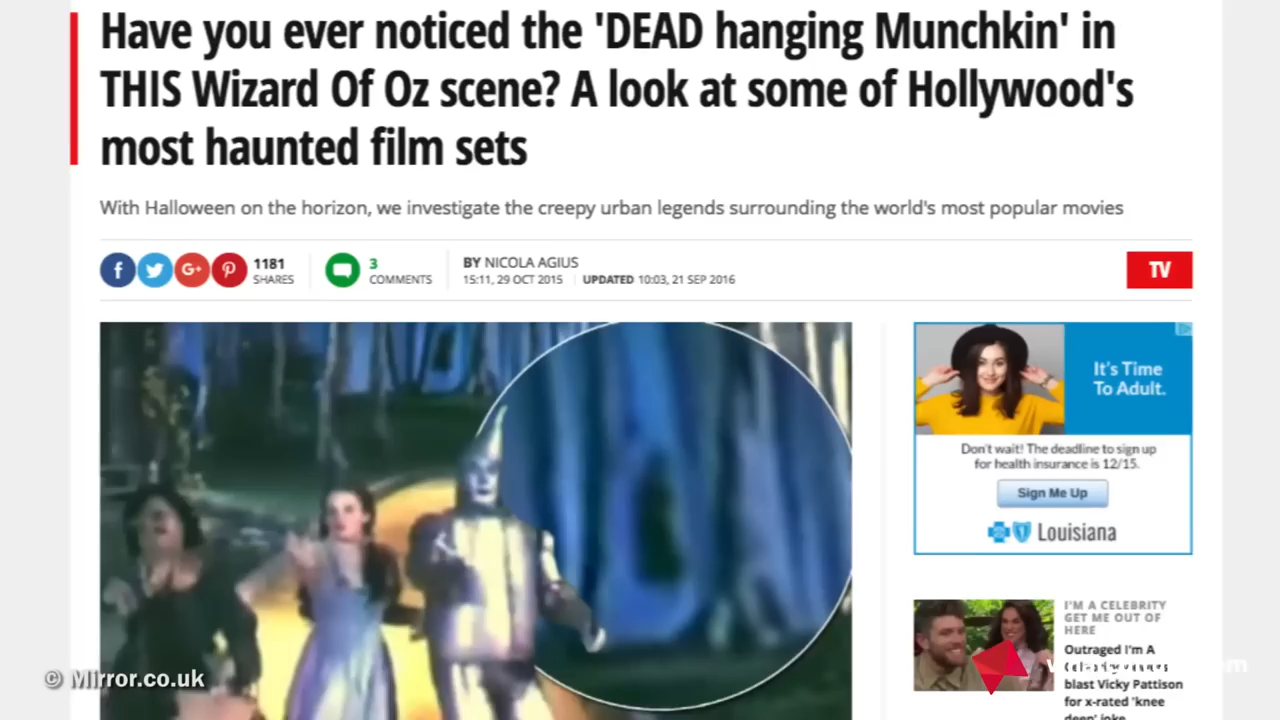 Have you ever noticed the 'DEAD hanging Munchkin' in
THIS Wizard Of Oz scene? A look at some of Hollywood's
most haunted film sets
With Halloween on the horizon, we investigate the creepy urban legends surrounding the world's most popular movies
1181
SHARES
3
COMMENTS
BY NICOLA AGIUS
15:11, 29 OCT 2015 UPDATED 10:03, 21 SEP 2016
TV
It's Time
To Adult.
Don't wait! The deadline to sign up
for health insurance is 12/15.
Sign Me Up
Louisiana
I'M A CELEBRITY
GET ME OUT OF
HERE
Outraged I'm A
blast Vicky Pattison
for x-rated 'knee
deep' joke
© Mirror.co.uk